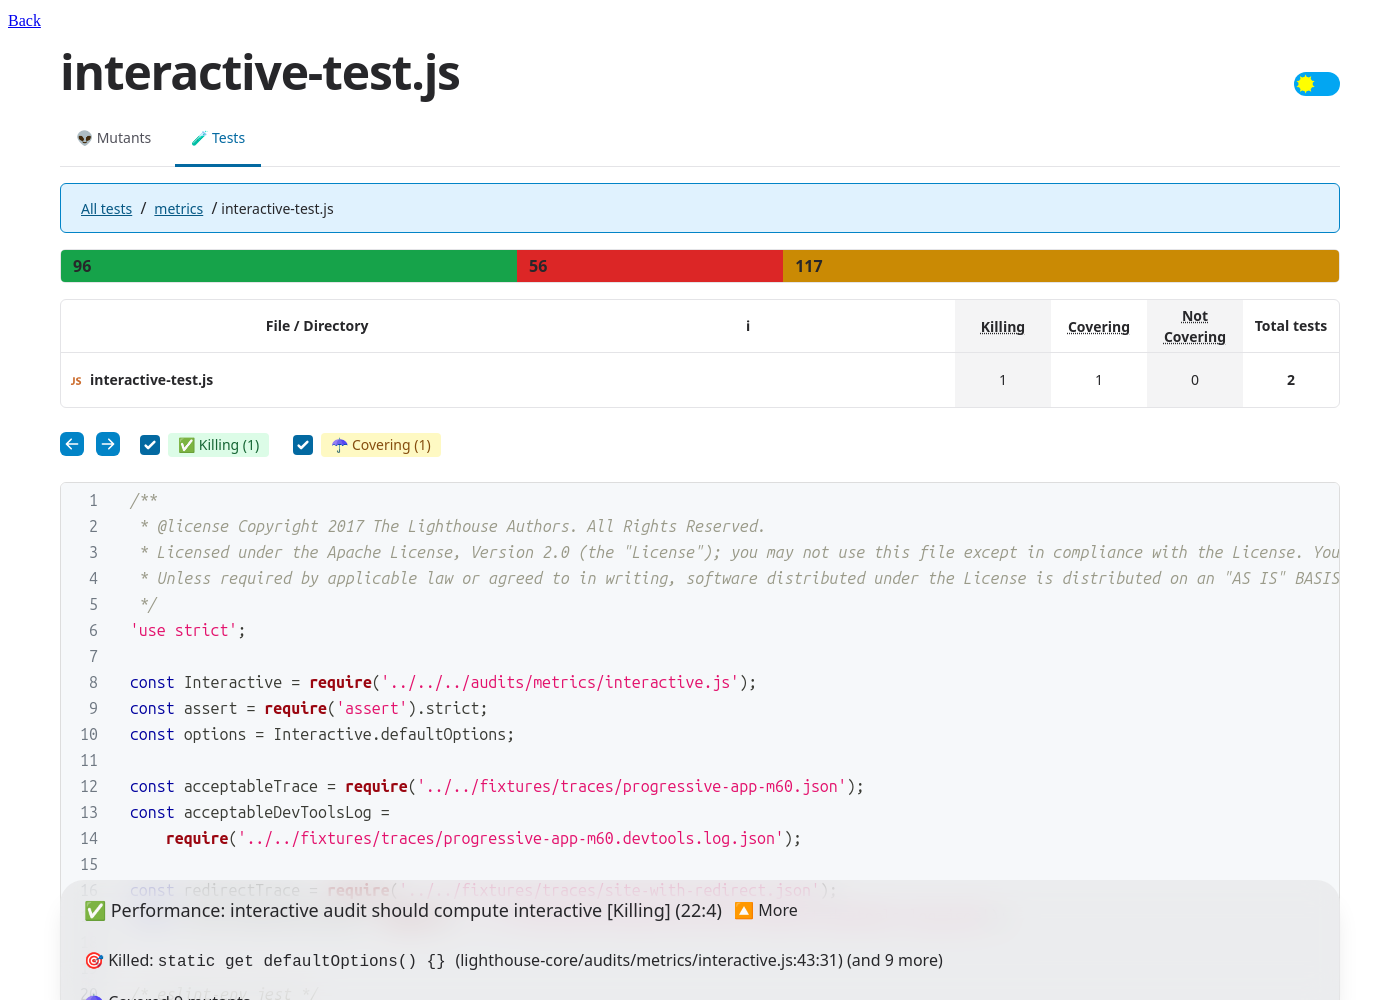 Back
interactive-test.js
👽 Mutants 🧪 Tests
All tests / metrics / interactive-test.js
96 56 117
File / Directory i Killing Covering Not Covering Total tests
JS interactive-test.js 1 1 0 2
✅ Killing (1) ☂️ Covering (1)
1 /**
2  * @license Copyright 2017 The Lighthouse Authors. All Rights Reserved.
3  * Licensed under the Apache License, Version 2.0 (the "License"); you may not use this file except in compliance with the License. You
4  * Unless required by applicable law or agreed to in writing, software distributed under the License is distributed on an "AS IS" BASIS
5  */
6 'use strict';
7
8 const Interactive = require('../../../audits/metrics/interactive.js');
9 const assert = require('assert').strict;
10 const options = Interactive.defaultOptions;
11
12 const acceptableTrace = require('../../fixtures/traces/progressive-app-m60.json');
13 const acceptableDevToolsLog =
14     require('../../fixtures/traces/progressive-app-m60.devtools.log.json');
15
16 const redirectTrace = require('../../fixtures/traces/site-with-redirect.json');
✅ Performance: interactive audit should compute interactive [Killing] (22:4) 🔼 More
🎯 Killed: static get defaultOptions() {} (lighthouse-core/audits/metrics/interactive.js:43:31) (and 9 more)
20 /* eslint-env jest */
☂️ Covered 9 mutants